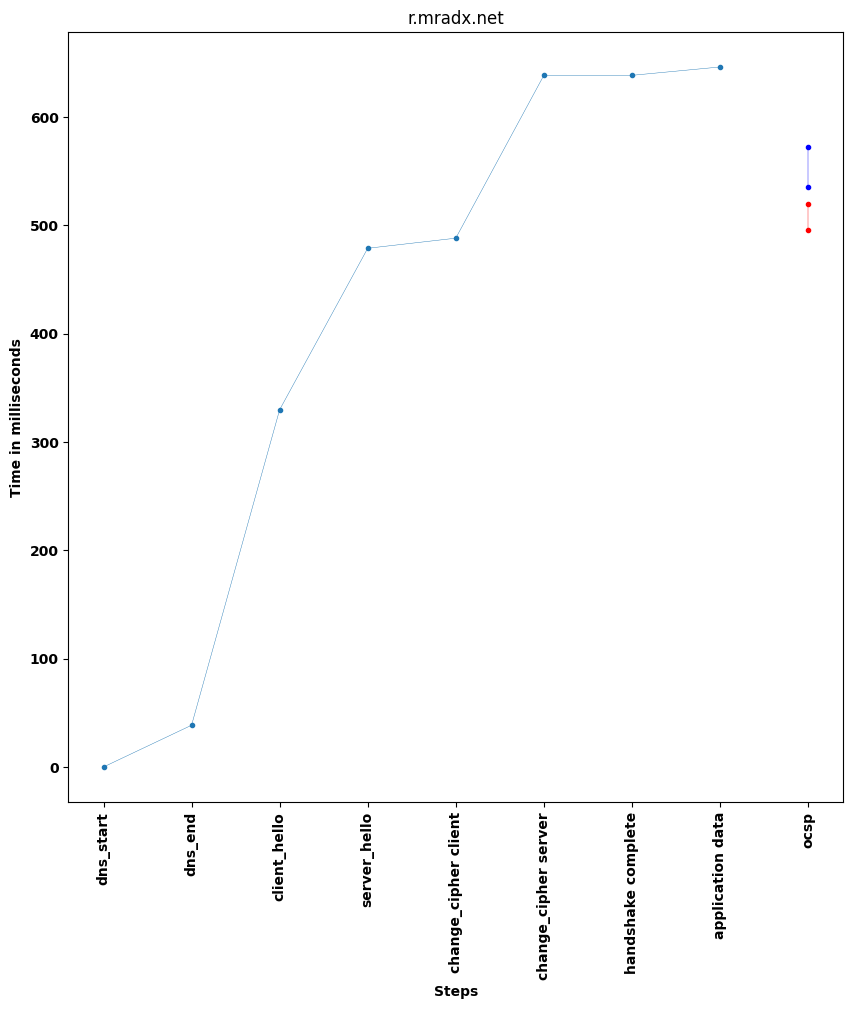 r.mradx.net
600
500
400
300
200
100
0
Time in milliseconds
dns_start
dns_end
client_hello
server_hello
change_cipher client
change_cipher server
handshake complete
application data
ocsp
Steps